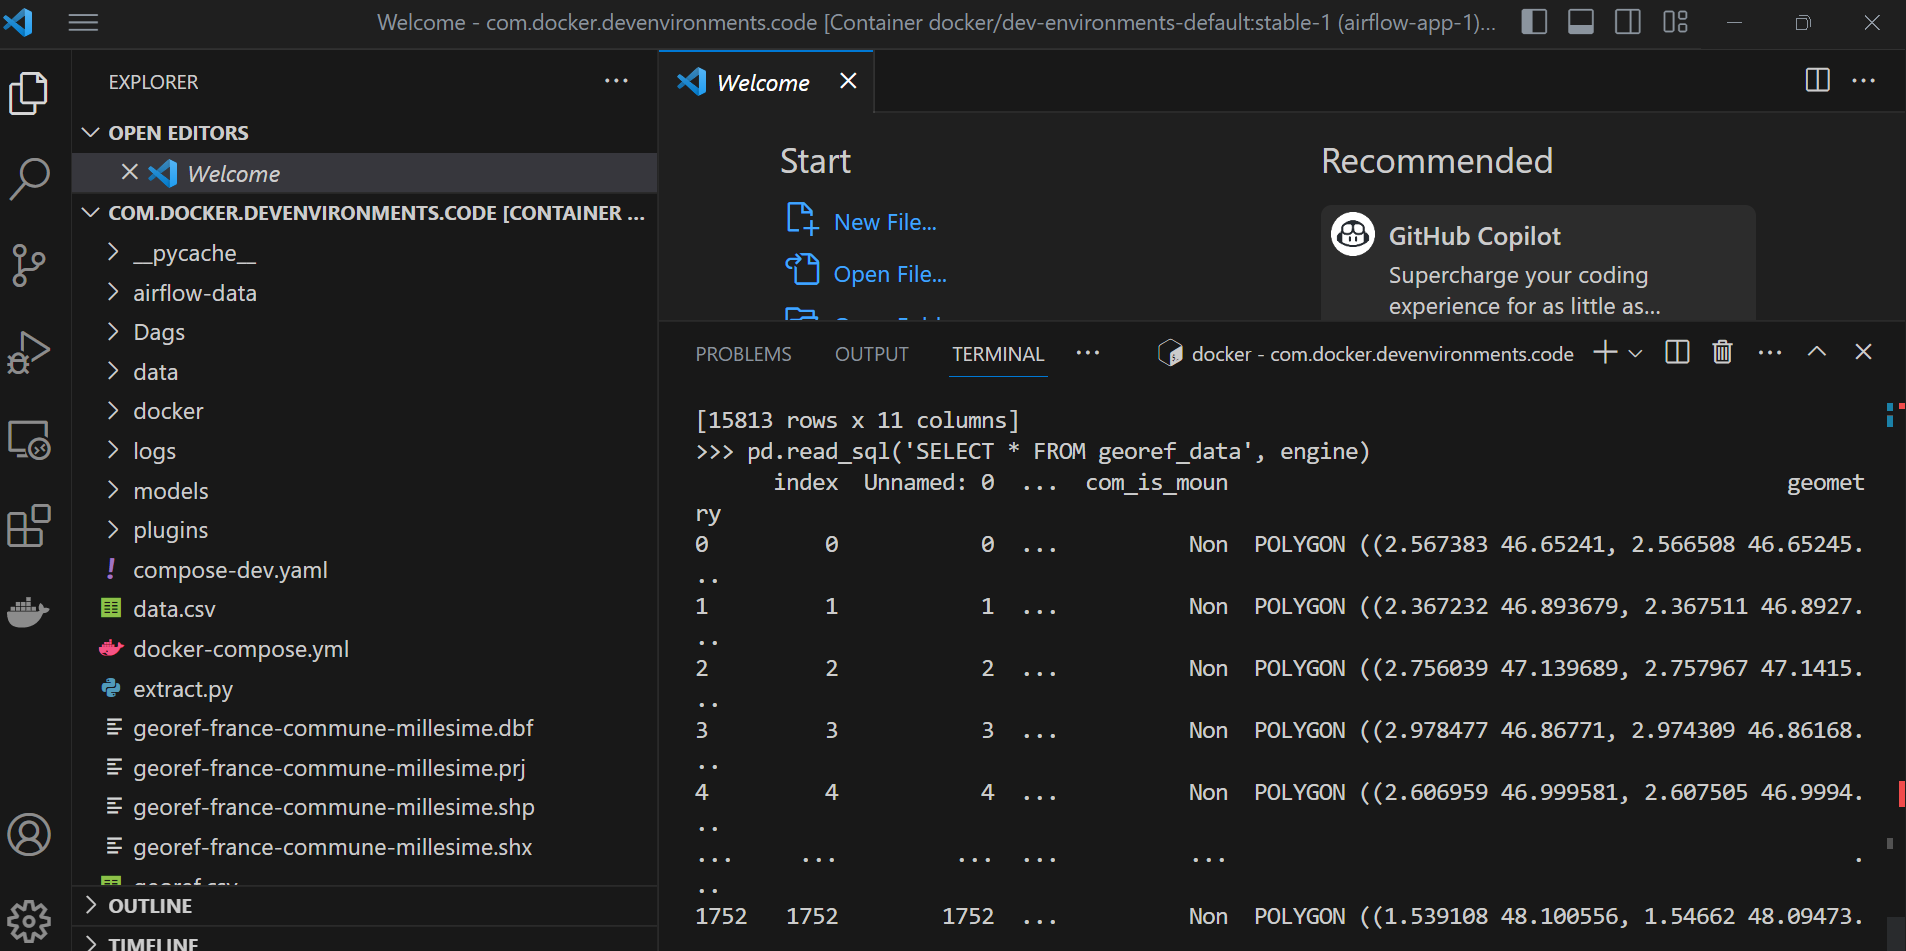 Welcome - com.docker.devenvironments.code [Container docker/dev-environments-default:stable-1 (airflow-app-1)...
EXPLORER
OPEN EDITORS
Welcome
COM.DOCKER.DEVENVIRONMENTS.CODE [CONTAINER ...
__pycache__
airflow-data
Dags
data
docker
logs
models
plugins
! compose-dev.yaml
data.csv
docker-compose.yml
extract.py
georef-france-commune-millesime.dbf
georef-france-commune-millesime.prj
georef-france-commune-millesime.shp
georef-france-commune-millesime.shx
georef.csv
OUTLINE
TIMELINE
Welcome
Start
New File...
Open File...
Recommended
GitHub Copilot
Supercharge your coding
experience for as little as...
PROBLEMS OUTPUT TERMINAL ... docker - com.docker.devenvironments.code
[15813 rows x 11 columns]
>>> pd.read_sql('SELECT * FROM georef_data', engine)
index Unnamed: 0 ... com_is_moun geomet
ry
0 0 0 ... Non POLYGON ((2.567383 46.65241, 2.566508 46.65245.
..
1 1 1 ... Non POLYGON ((2.367232 46.893679, 2.367511 46.8927.
..
2 2 2 ... Non POLYGON ((2.756039 47.139689, 2.757967 47.1415.
..
3 3 3 ... Non POLYGON ((2.978477 46.86771, 2.974309 46.86168.
..
4 4 4 ... Non POLYGON ((2.606959 46.999581, 2.607505 46.9994.
..
... ... ... ... ... .
..
1752 1752 1752 ... Non POLYGON ((1.539108 48.100556, 1.54662 48.09473.